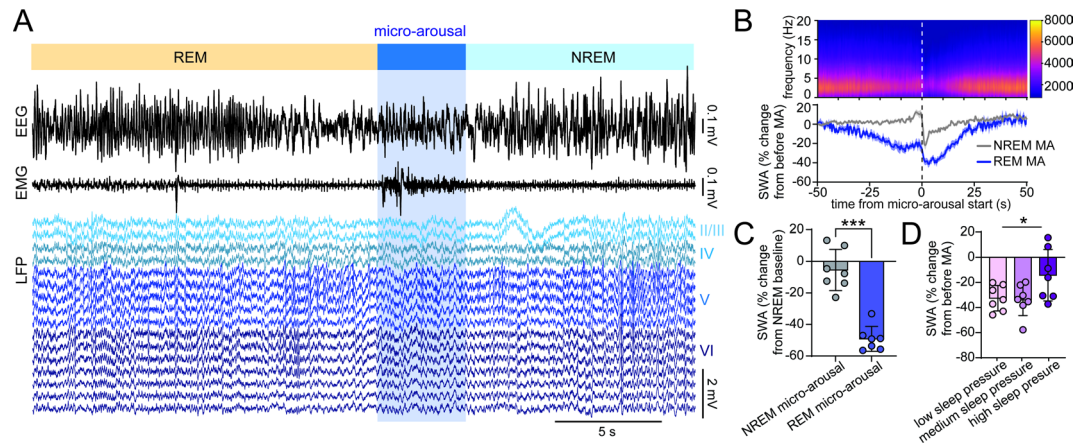 A
micro-arousal
REM
NREM
EEG
0.1 mV
EMG
0.1 mV
LFP
II/III
IV
V
VI
2 mV
5 s
B
frequency (Hz)
20
15
10
5
0
8000
6000
4000
2000
SWA (% change
from before MA)
40
20
0
-20
-40
-60
NREM MA
REM MA
-50
-25
0
25
50
time from micro-arousal start (s)
C
***
SWA (% change
from NREM baseline)
20
0
-20
-40
-60
NREM micro-arousal
REM micro-arousal
D
*
SWA (% change
from before MA)
20
0
-20
-40
-60
-80
low sleep pressure
medium sleep pressure
high sleep presure